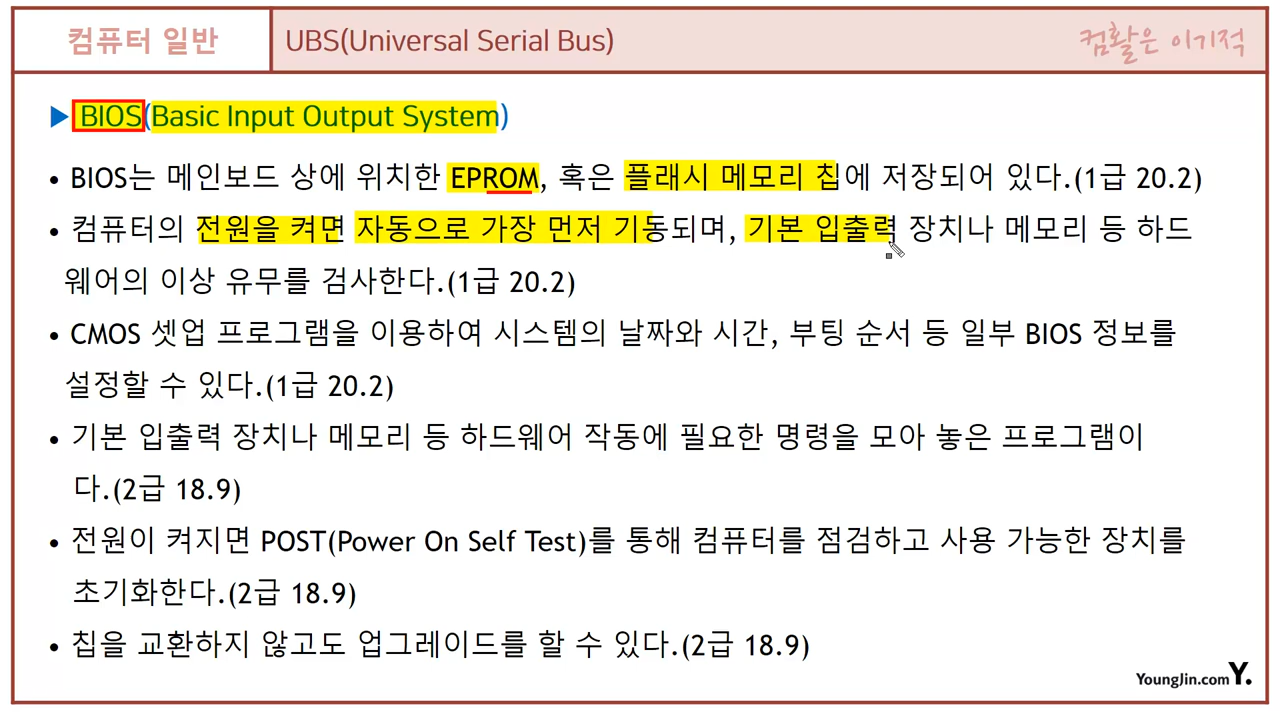 컴퓨터 일반
UBS(Universal Serial Bus)
컴활은 이기적
▶ BIOS(Basic Input Output System)
• BIOS는 메인보드 상에 위치한 EPROM, 혹은 플래시 메모리 칩에 저장되어 있다.(1급 20.2)
• 컴퓨터의 전원을 켜면 자동으로 가장 먼저 기동되며, 기본 입출력 장치나 메모리 등 하드
웨어의 이상 유무를 검사한다.(1급 20.2)
• CMOS 셋업 프로그램을 이용하여 시스템의 날짜와 시간, 부팅 순서 등 일부 BIOS 정보를
설정할 수 있다.(1급 20.2)
• 기본 입출력 장치나 메모리 등 하드웨어 작동에 필요한 명령을 모아 놓은 프로그램이
다.(2급 18.9)
• 전원이 켜지면 POST(Power On Self Test)를 통해 컴퓨터를 점검하고 사용 가능한 장치를
초기화한다.(2급 18.9)
• 칩을 교환하지 않고도 업그레이드를 할 수 있다.(2급 18.9)
YoungJin.com Y.